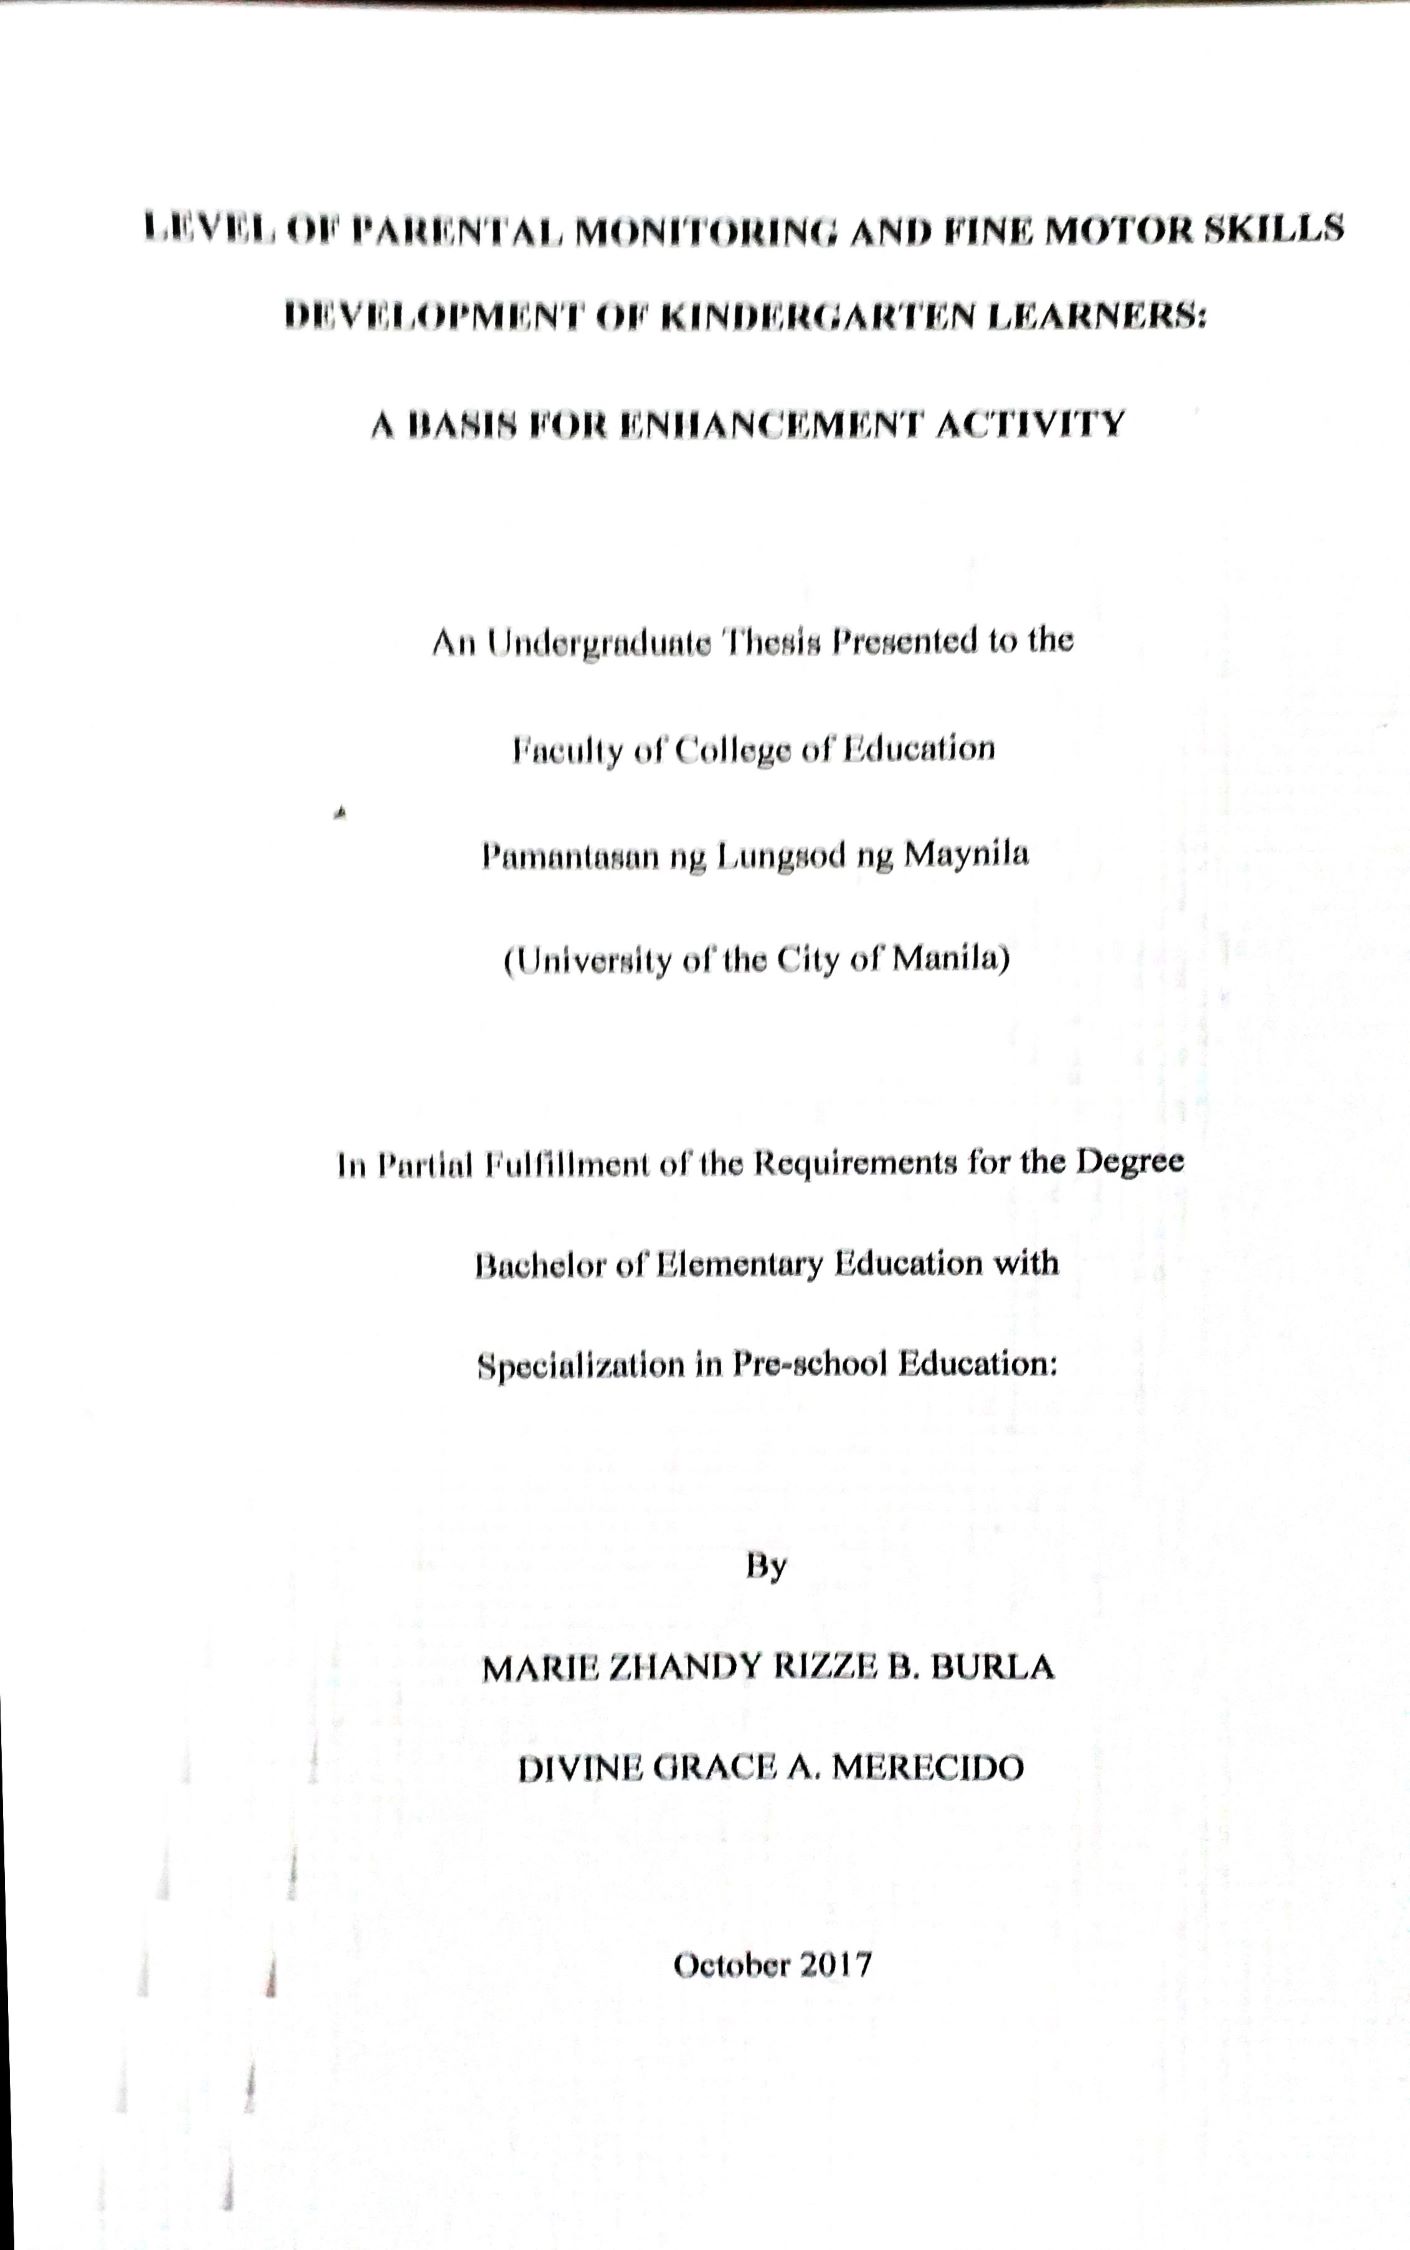 LEVEL OF PARENTAL MONITORING AND FINE MOTOR SKILLS
DEVELOPMENT OF KINDERGARTEN LEARNERS:
A BASIS FOR ENHANCEMENT ACTIVITY
An Undergraduate Thesis Presented to the
Faculty of College of Education
Pamantasan ng Lungsod ng Maynila
(University of the City of Manila)
In Partial Fulfillment of the Requirements for the Degree
Bachelor of Elementary Education with
Specialization in Pre-school Education:
By
MARIE ZHANDY RIZZE B. BURLA
DIVINE GRACE A. MERECIDO
October 2017